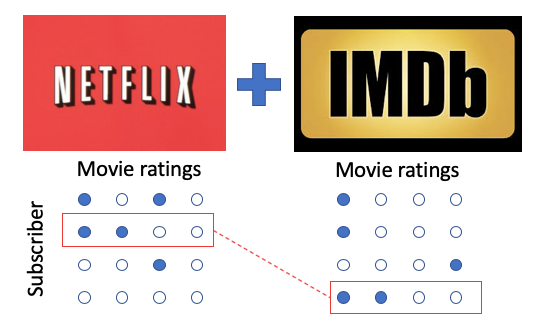 NETFLIX
IMDb
Movie ratings
Movie ratings
Subscriber